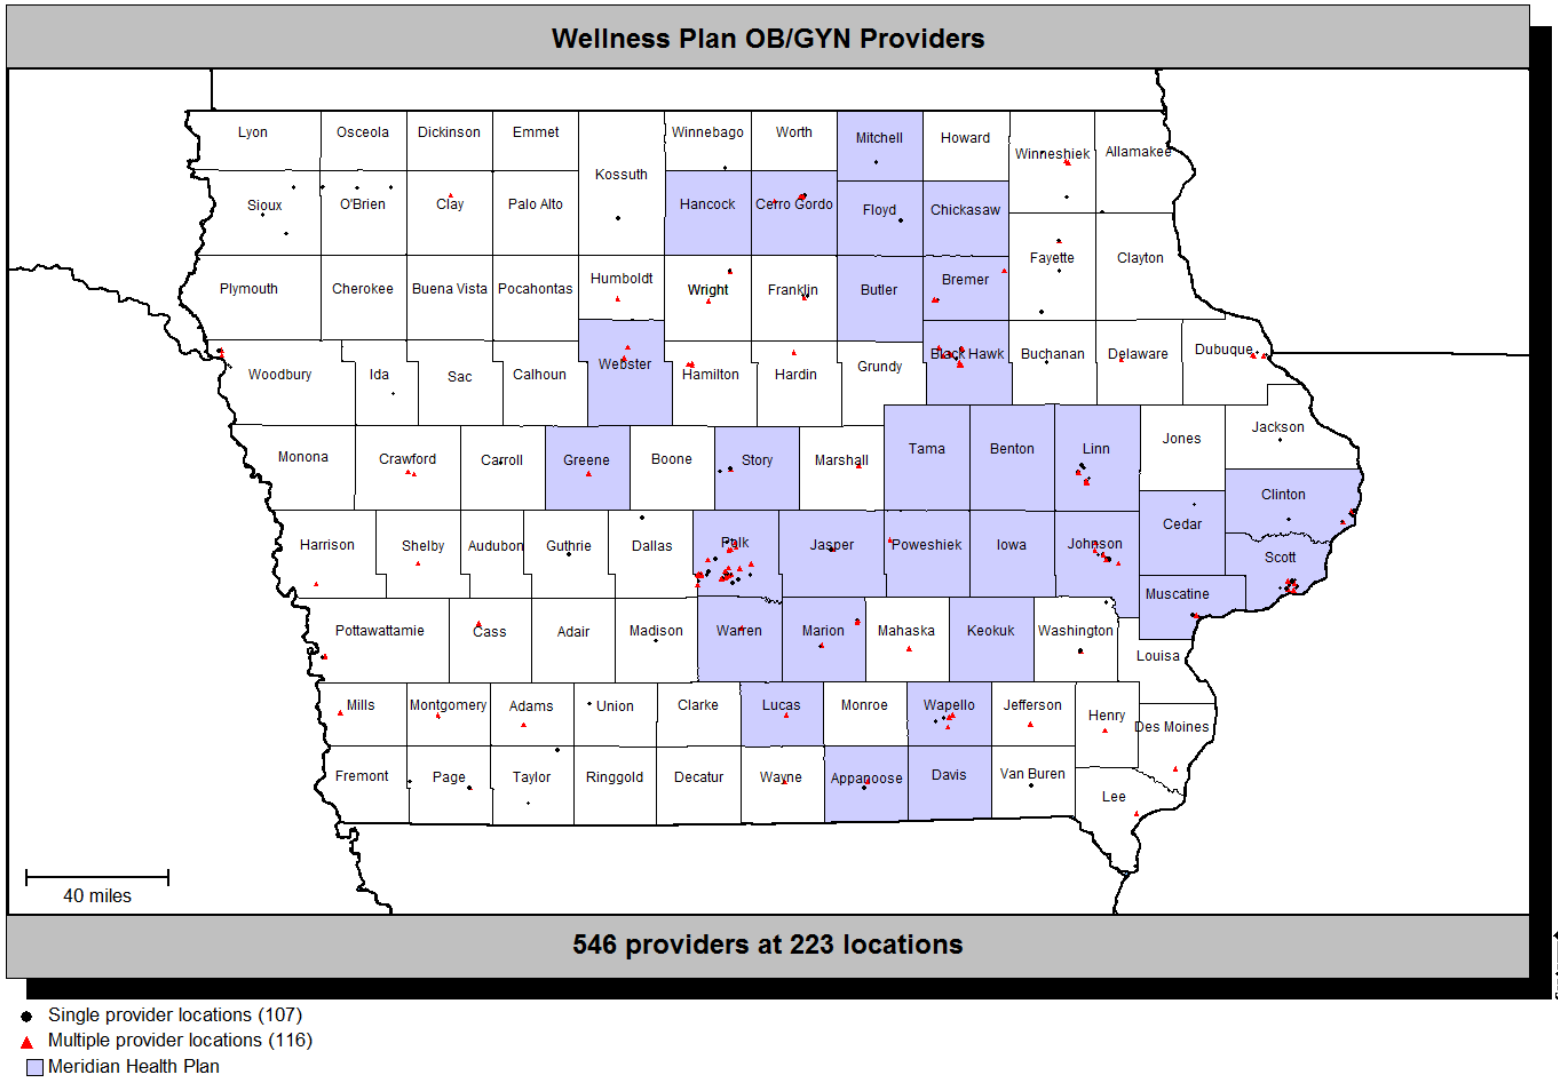 Wellness Plan OB/GYN Providers
Lyon Osceola Dickinson Emmet Winnebago Worth Mitchell Howard Winneshiek Allamakee
Kossuth
Sioux O'Brien Clay Palo Alto Hancock Cerro Gordo Floyd Chickasaw
Plymouth Cherokee Buena Vista Pocahontas Humboldt Wright Franklin Butler Bremer Fayette Clayton
Woodbury Ida Sac Calhoun Webster Hamilton Hardin Grundy Black Hawk Buchanan Delaware Dubuque
Monona Crawford Carroll Greene Boone Story Marshall Tama Benton Linn Jones Jackson
Clinton
Harrison Shelby Audubon Guthrie Dallas Polk Jasper Poweshiek Iowa Johnson Cedar Scott
Muscatine
Pottawattamie Cass Adair Madison Warren Marion Mahaska Keokuk Washington Louisa
Mills Montgomery Adams Union Clarke Lucas Monroe Wapello Jefferson Henry Des Moines
Fremont Page Taylor Ringgold Decatur Wayne Appanoose Davis Van Buren Lee
40 miles
546 providers at 223 locations
Single provider locations (107)
Multiple provider locations (116)
Meridian Health Plan